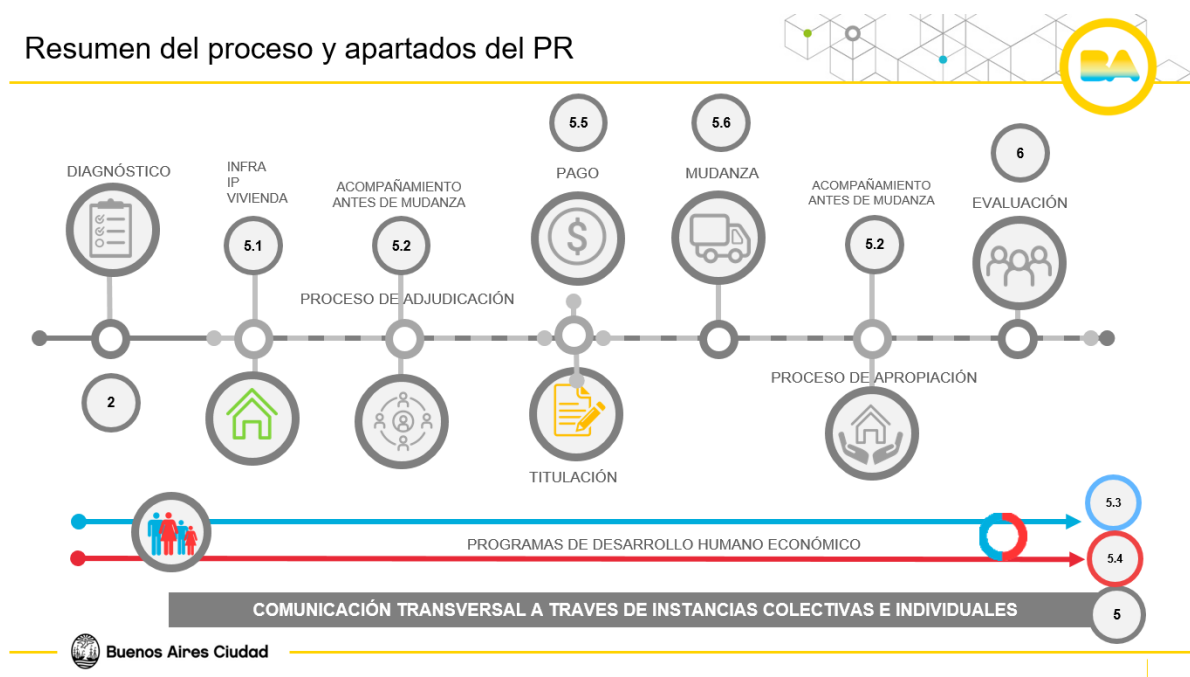 Resumen del proceso y apartados del PR
BA
5.5
5.6
6
DIAGNÓSTICO
INFRA
IP
VIVIENDA
ACOMPAÑAMIENTO
ANTES DE MUDANZA
PAGO
MUDANZA
ACOMPAÑAMIENTO
ANTES DE MUDANZA
EVALUACIÓN
5.1
5.2
$
5.2
PROCESO DE ADJUDICACIÓN
2
PROCESO DE APROPIACIÓN
TITULACIÓN
5.3
PROGRAMAS DE DESARROLLO HUMANO ECONÓMICO
5.4
COMUNICACIÓN TRANSVERSAL A TRAVES DE INSTANCIAS COLECTIVAS E INDIVIDUALES
5
Buenos Aires Ciudad